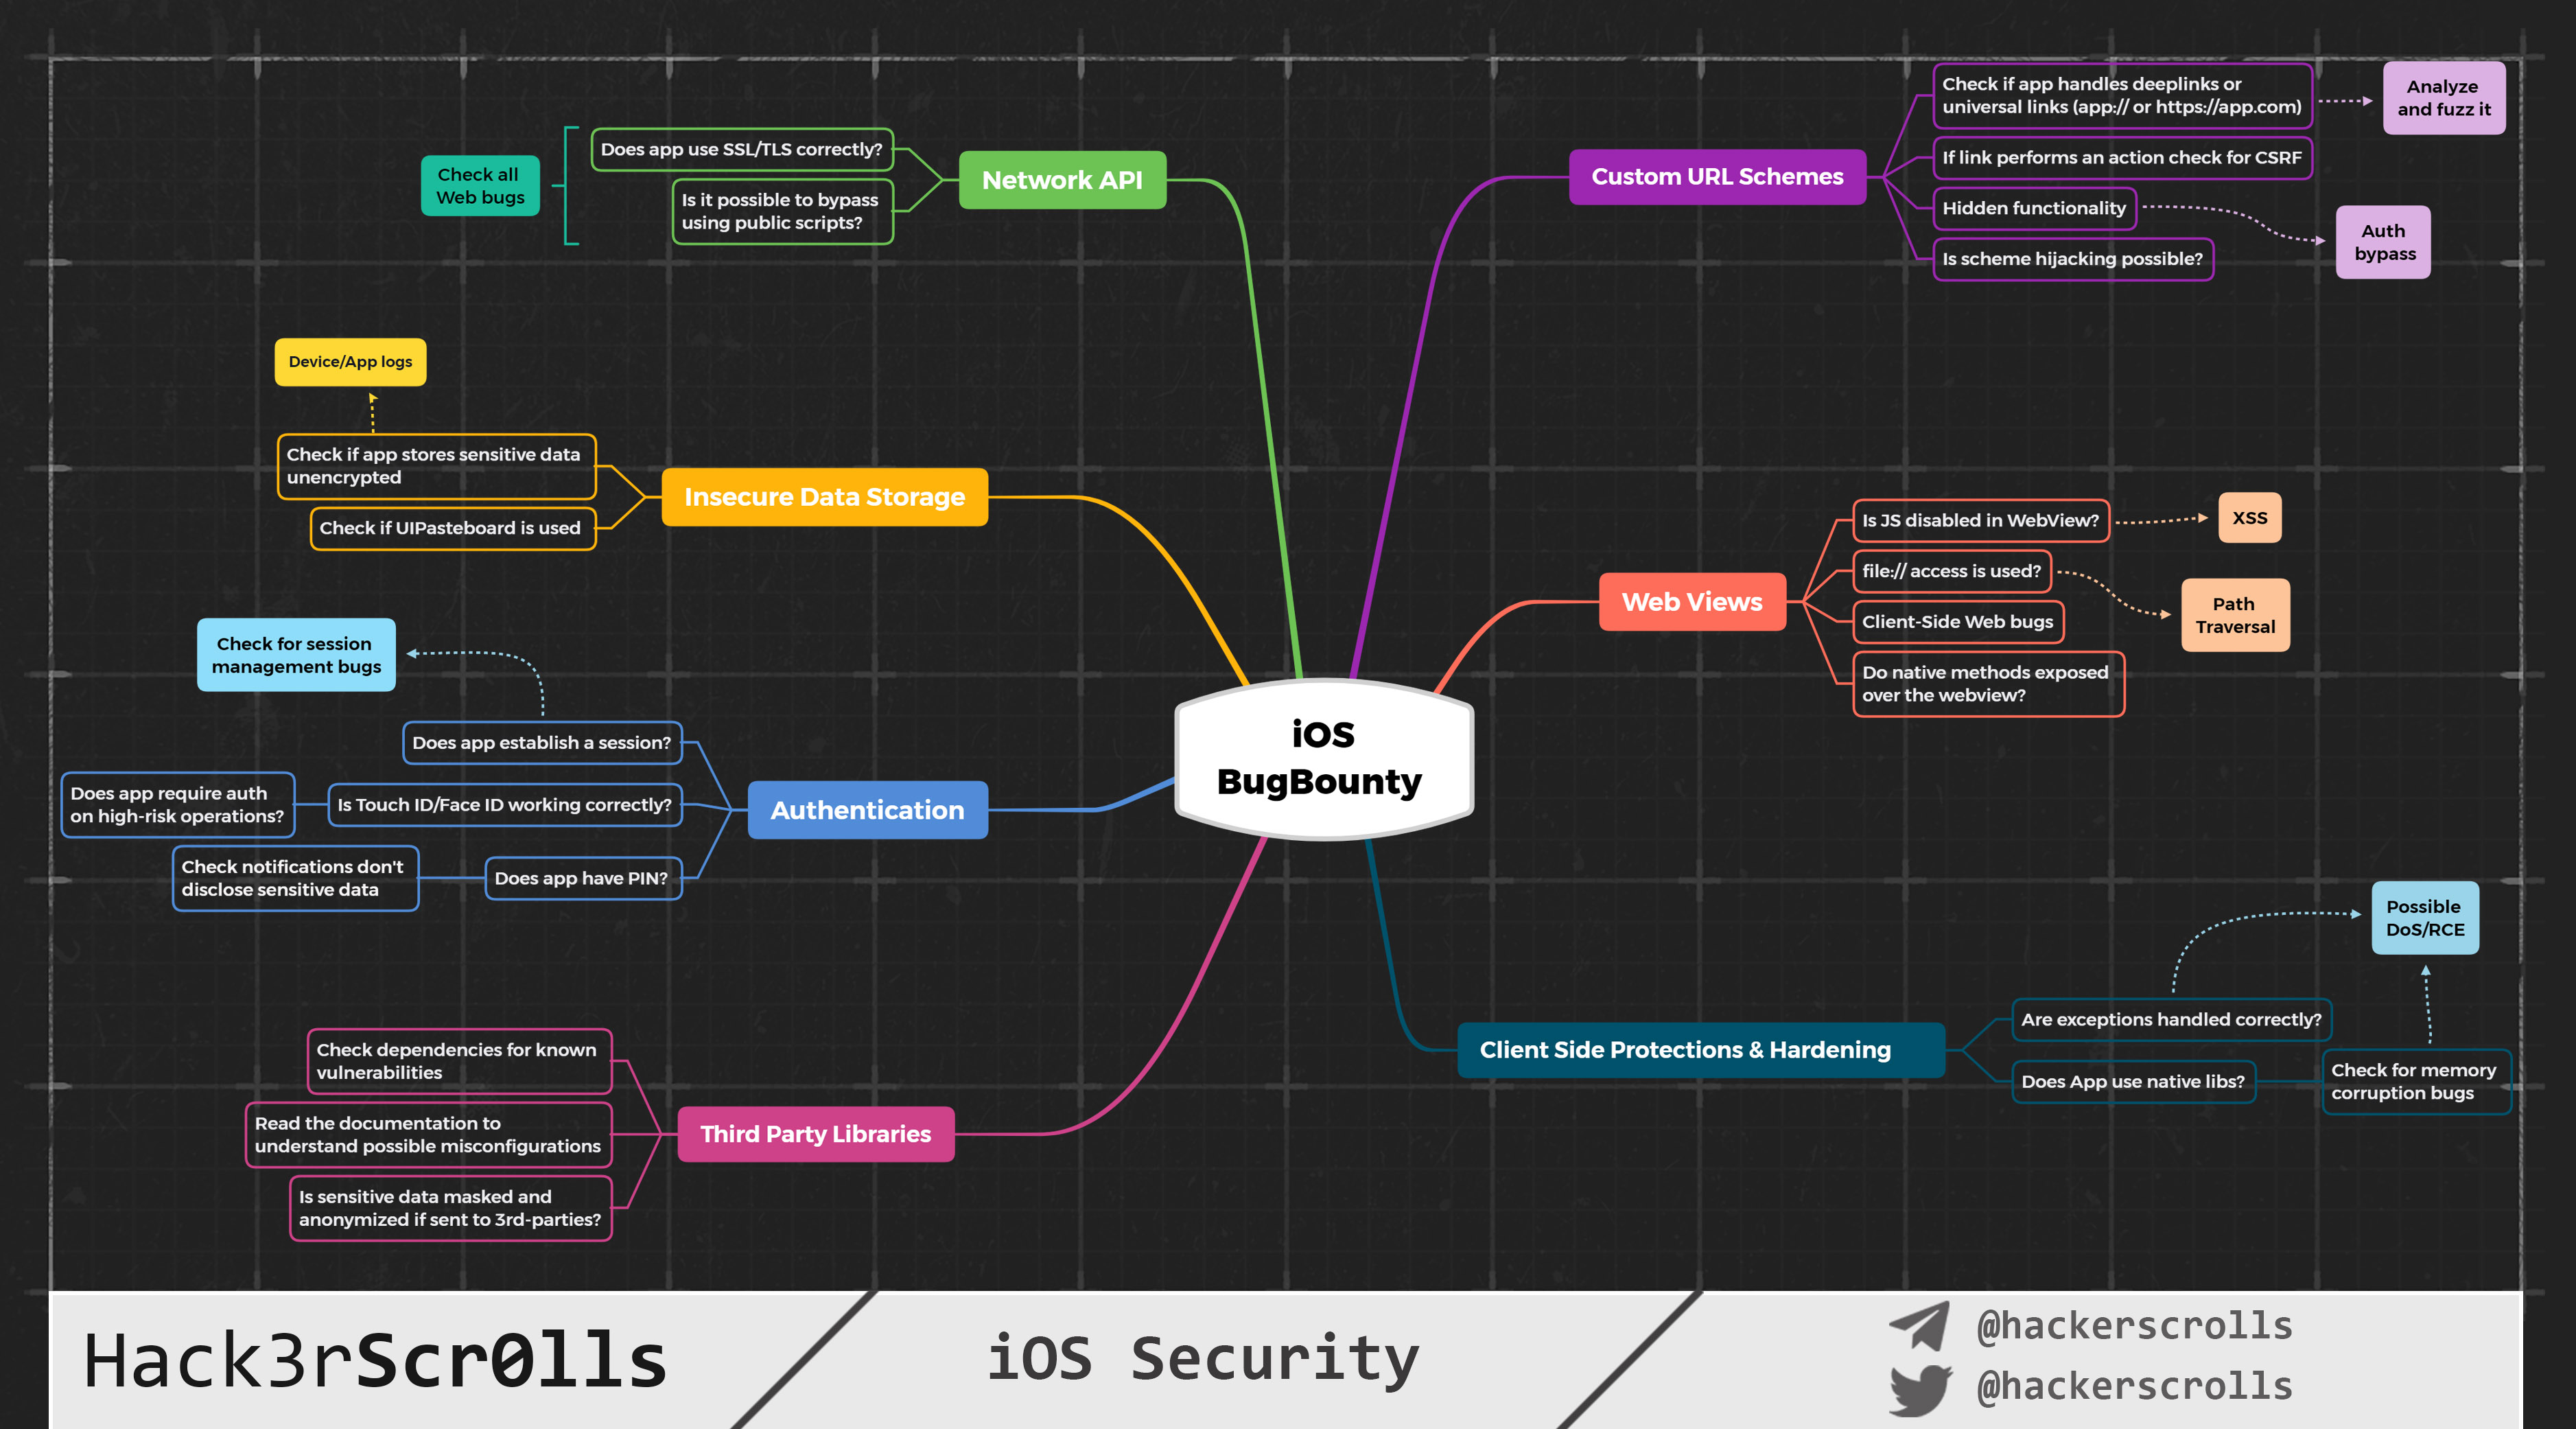 Check all
Web bugs
Does app use SSL/TLS correctly?
Is it possible to bypass
using public scripts?
Network API
Device/App logs
Check if app stores sensitive data
unencrypted
Check if UIPasteboard is used
Insecure Data Storage
Check for session
management bugs
Does app establish a session?
Does app require auth
on high-risk operations?
Is Touch ID/Face ID working correctly?
Check notifications don't
disclose sensitive data
Does app have PIN?
Authentication
Check dependencies for known
vulnerabilities
Read the documentation to
understand possible misconfigurations
Is sensitive data masked and
anonymized if sent to 3rd-parties?
Third Party Libraries
iOS
BugBounty
Custom URL Schemes
Check if app handles deeplinks or
universal links (app:// or https://app.com)
Analyze
and fuzz it
If link performs an action check for CSRF
Hidden functionality
Auth
bypass
Is scheme hijacking possible?
Web Views
Is JS disabled in WebView?
XSS
file:// access is used?
Path
Traversal
Client-Side Web bugs
Do native methods exposed
over the webview?
Client Side Protections & Hardening
Are exceptions handled correctly?
Possible
DoS/RCE
Does App use native libs?
Check for memory
corruption bugs
Hack3rScr0lls
iOS Security
@hackerscrolls
@hackerscrolls